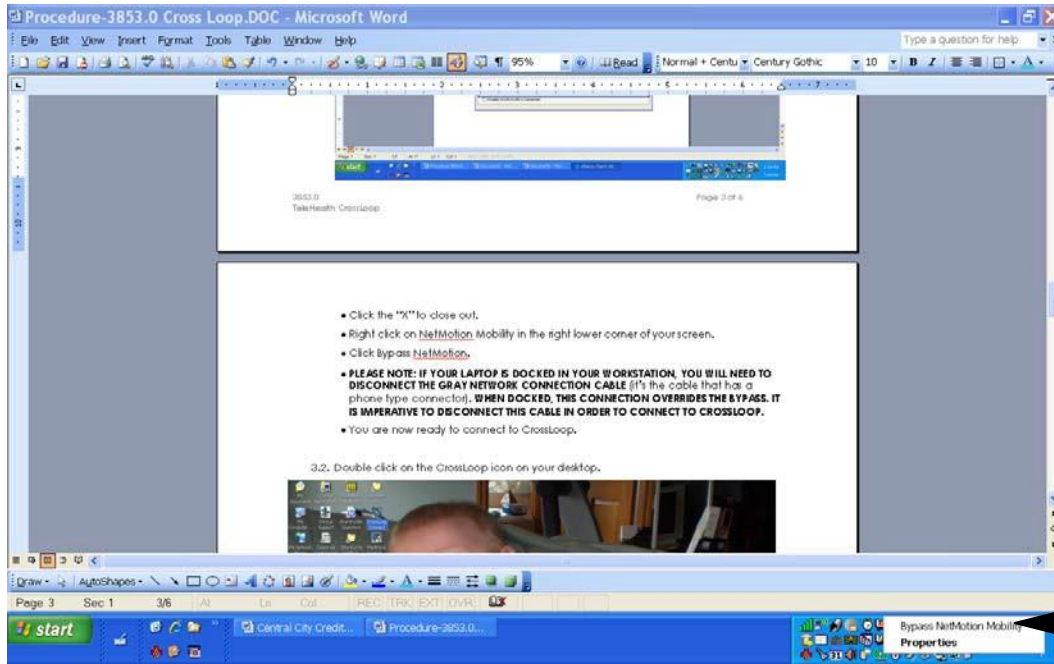 Procedure-3853.0 Cross Loop.DOC - Microsoft Word
File Edit View Insert Format Tools Table Window Help
Type a question for help
95% Read Normal + Centu Century Gothic 10 B I
3853.0 Page 3 of 6
TeleHealth CrossLoop
• Click the "X" to close out.
• Right click on NetMotion Mobility in the right lower corner of your screen.
• Click Bypass NetMotion.
• PLEASE NOTE: IF YOUR LAPTOP IS DOCKED IN YOUR WORKSTATION, YOU WILL NEED TO
DISCONNECT THE GRAY NETWORK CONNECTION CABLE (it's the cable that has a
phone type connector). WHEN DOCKED, THIS CONNECTION OVERRIDES THE BYPASS. IT
IS IMPERATIVE TO DISCONNECT THIS CABLE IN ORDER TO CONNECT TO CROSSLOOP.
• You are now ready to connect to CrossLoop.
3.2. Double click on the CrossLoop icon on your desktop.
Draw AutoShapes
Page 3 Sec 1 3/6 At Ln Col REC TRK EXT OVR
start Central City Credit... Procedure-3853.0...
Bypass NetMotion Mobility
Properties